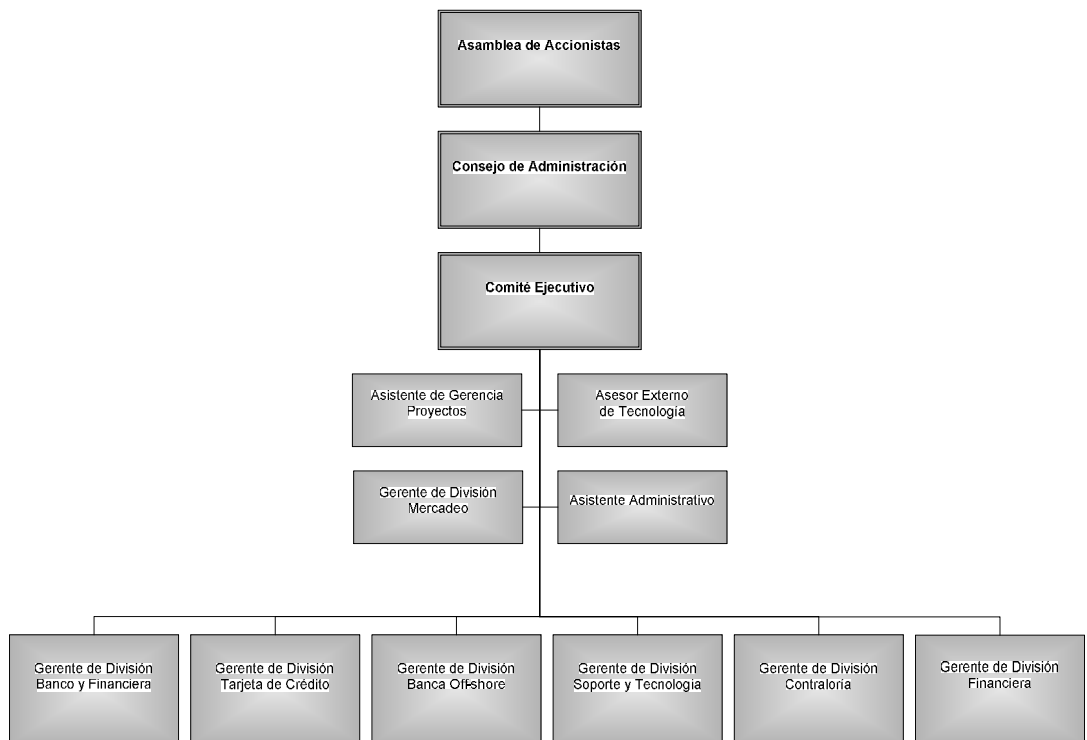 Asamblea de Accionistas
Consejo de Administración
Comité Ejecutivo
Asistente de Gerencia
Proyectos
Asesor Externo
de Tecnología
Gerente de División
Mercadeo
Asistente Administrativo
Gerente de División
Banco y Financiera
Gerente de División
Tarjeta de Crédito
Gerente de División
Banca Off-shore
Gerente de División
Soporte y Tecnología
Gerente de División
Contraloría
Gerente de División
Financiera